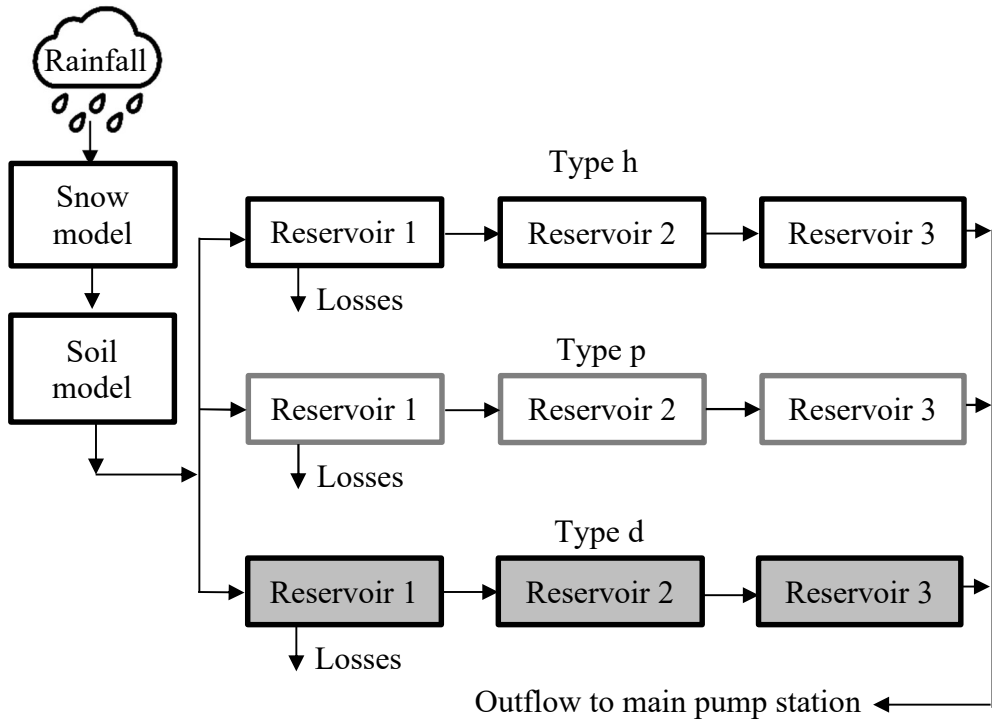 Rainfall
Snow
model
Soil
model
Type h
Reservoir 1
Reservoir 2
Reservoir 3
Losses
Type p
Reservoir 1
Reservoir 2
Reservoir 3
Losses
Type d
Reservoir 1
Reservoir 2
Reservoir 3
Losses
Outflow to main pump station